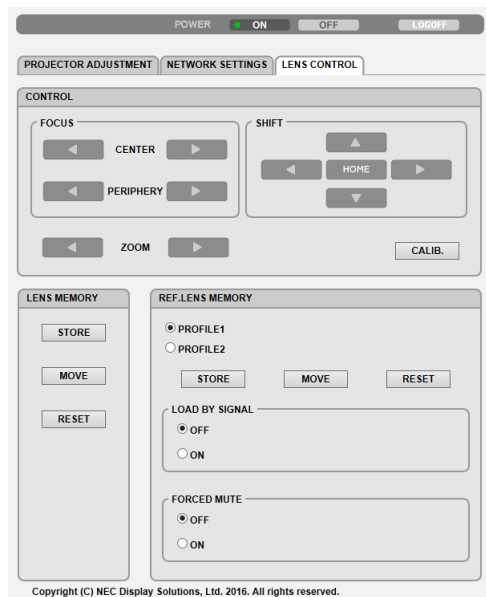 POWER ON OFF LOGOFF
PROJECTOR ADJUSTMENT NETWORK SETTINGS LENS CONTROL
CONTROL
FOCUS
CENTER
PERIPHERY
ZOOM
SHIFT
HOME
CALIB.
LENS MEMORY
STORE
MOVE
RESET
REF.LENS MEMORY
PROFILE1
PROFILE2
STORE MOVE RESET
LOAD BY SIGNAL
OFF
ON
FORCED MUTE
OFF
ON
Copyright (C) NEC Display Solutions, Ltd. 2016. All rights reserved.